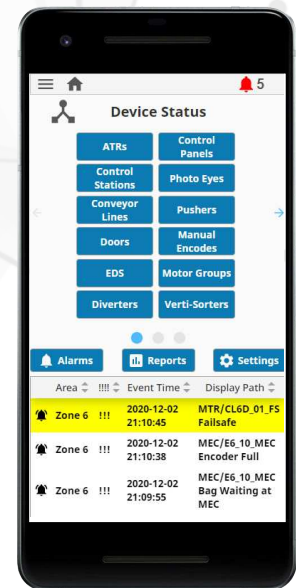 5
Device Status
ATRs
Control
Panels
Control
Stations
Photo Eyes
Conveyor
Lines
Pushers
Doors
Manual
Encodes
EDS
Motor Groups
Diverters
Verti-Sorters
Alarms
Reports
Settings
Area !!!! Event Time Display Path
Zone 6 !!! 2020-12-02 MTR/CL6D_01_FS
21:10:45 Failsafe
Zone 6 !!! 2020-12-02 MEC/E6_10_MEC
21:10:38 Encoder Full
Zone 6 !!! 2020-12-02 MEC/E6_10_MEC
21:09:55 Bag Waiting at
MEC